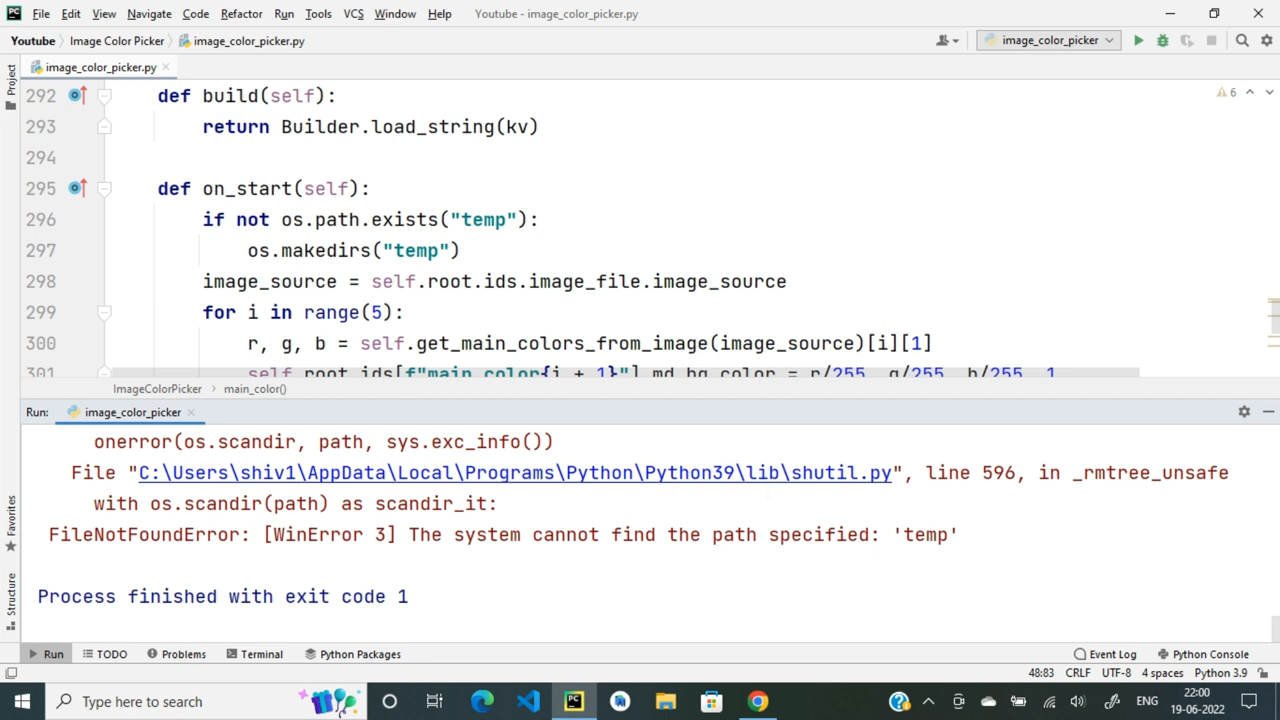 File Edit View Navigate Code Refactor Run Tools VCS Window Help Youtube - image_color_picker.py
Youtube Image Color Picker image_color_picker.py image_color_picker
Project
image_color_picker.py
6
292 def build(self):
293 return Builder.load_string(kv)
294
295 def on_start(self):
296 if not os.path.exists("temp"):
297 os.makedirs("temp")
298 image_source = self.root.ids.image_file.image_source
299 for i in range(5):
300 r, g, b = self.get_main_colors_from_image(image_source)[i][1]
301 self.root.ids[f"main_color{i + 1}"].md_bg_color = r/255, g/255, b/255, 1
ImageColorPicker main_color()
Run: image_color_picker
onerror(os.scandir, path, sys.exc_info())
File "C:\Users\shiv1\AppData\Local\Programs\Python\Python39\lib\shutil.py", line 596, in _rmtree_unsafe
with os.scandir(path) as scandir_it:
FileNotFoundError: [WinError 3] The system cannot find the path specified: 'temp'
Process finished with exit code 1
Favorites
Structure
Run TODO Problems Terminal Python Packages Event Log Python Console
48:83 CRLF UTF-8 4 spaces Python 3.9
Type here to search
ENG
22:00
19-06-2022